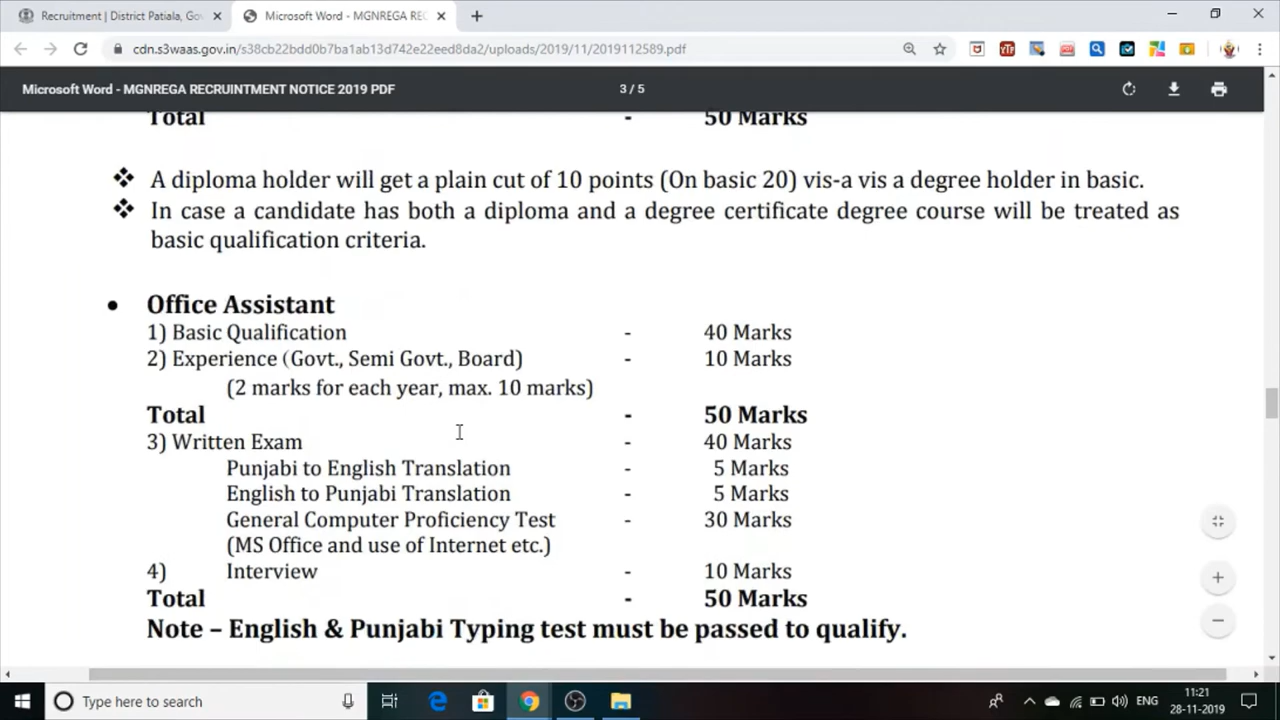 Recruitment | District Patiala, Gov
Microsoft Word - MGNREGA REC
cdn.s3waas.gov.in/s38cb22bdd0b7ba1ab13d742e22eed8da2/uploads/2019/11/2019112589.pdf
Microsoft Word - MGNREGA RECRUINTMENT NOTICE 2019 PDF 3 / 5
Total - 50 Marks
❖ A diploma holder will get a plain cut of 10 points (On basic 20) vis-a vis a degree holder in basic.
❖ In case a candidate has both a diploma and a degree certificate degree course will be treated as
basic qualification criteria.
• Office Assistant
1) Basic Qualification - 40 Marks
2) Experience (Govt., Semi Govt., Board) - 10 Marks
(2 marks for each year, max. 10 marks)
Total - 50 Marks
3) Written Exam - 40 Marks
Punjabi to English Translation - 5 Marks
English to Punjabi Translation - 5 Marks
General Computer Proficiency Test - 30 Marks
(MS Office and use of Internet etc.)
4) Interview - 10 Marks
Total - 50 Marks
Note – English & Punjabi Typing test must be passed to qualify.
Type here to search
ENG
11:21
28-11-2019